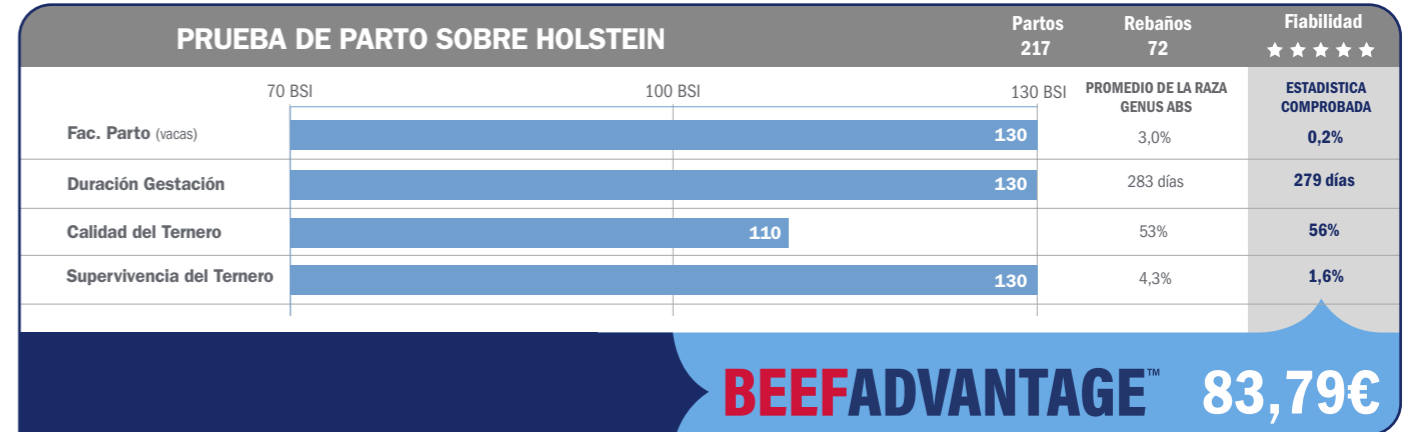 PRUEBA DE PARTO SOBRE HOLSTEIN
Partos
217
Rebaños
72
Fiabilidad
★★★★★
70 BSI
100 BSI
130 BSI
PROMEDIO DE LA RAZA
GENUS ABS
ESTADISTICA
COMPROBADA
Fac. Parto (vacas) 130 3,0% 0,2%
Duración Gestación 130 283 días 279 días
Calidad del Ternero 110 53% 56%
Supervivencia del Ternero 130 4,3% 1,6%
BEEFADVANTAGE™ 83,79€